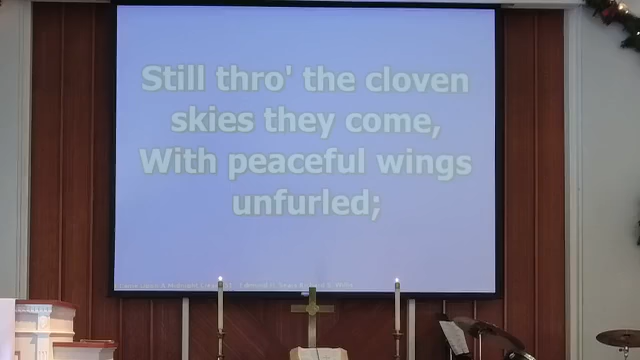 Still thro' the cloven
skies they come,
With peaceful wings
unfurled;